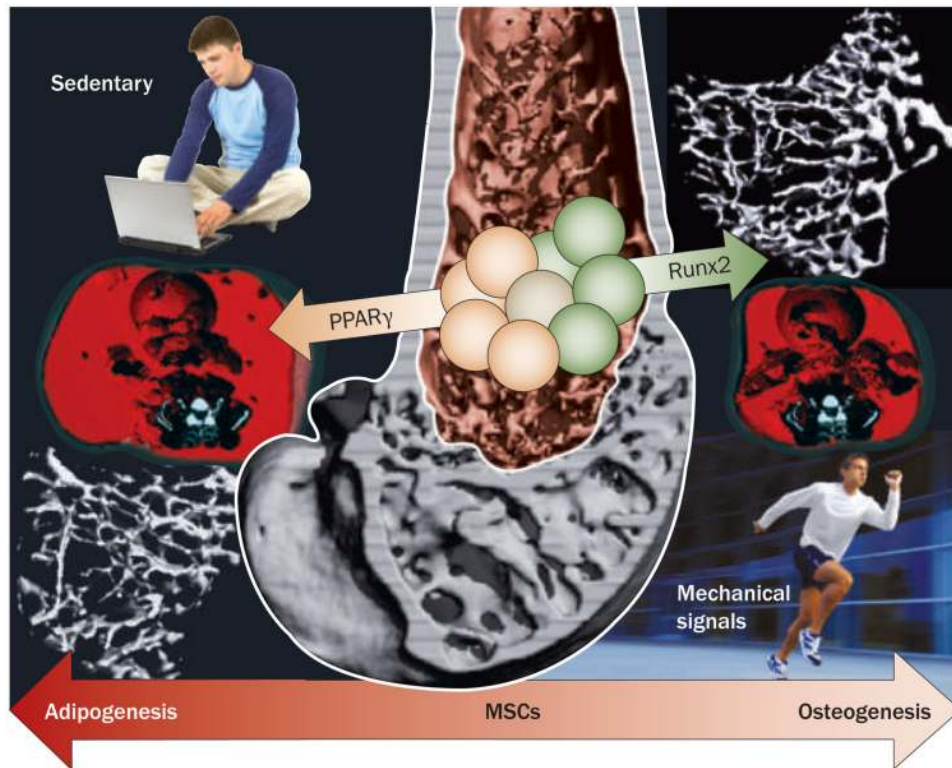 Sedentary
Runx2
PPARγ
Mechanical
signals
Adipogenesis
MSCs
Osteogenesis